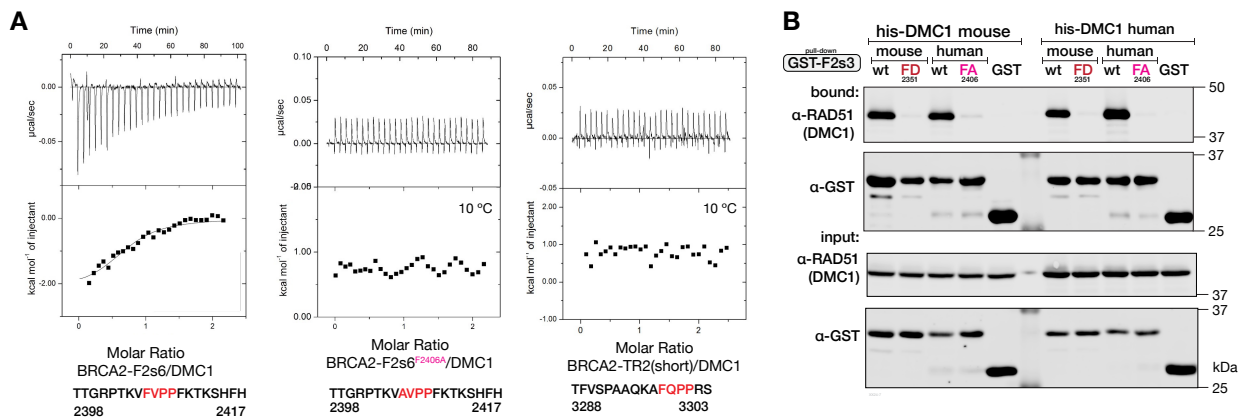 A
Time (min)
0 20 40 60 80 100
0.00
-0.05
µcal/sec
0.00
-2.00
kcal mol⁻¹ of injectant
0 1 2
Molar Ratio
BRCA2-F2s6/DMC1
TTGRPTKVFVPPFKTKSHFH
2398 2417
Time (min)
0 20 40 60 80 100
0.10
0.05
0.00
µcal/sec
10 ºC
1.00
0.00
kcal mol⁻¹ of injectant
0 1 2
Molar Ratio
BRCA2-F2s6F2406A/DMC1
TTGRPTKVAVPPFKTKSHFH
2398 2417
Time (min)
0 20 40 60 80
0.10
0.05
0.00
-0.05
µcal/sec
10 ºC
2.00
1.00
0.00
-1.00
kcal mol⁻¹ of injectant
0 1 2
Molar Ratio
BRCA2-TR2(short)/DMC1
TFVSPAAQKAFQPPRS
3288 3303
B
his-DMC1 mouse his-DMC1 human
pull-down
GST-F2s3
mouse human mouse human
wt FD wt FA GST wt FD wt FA GST
2351 2406 2351 2406
bound:
50
α-RAD51
(DMC1)
37
37
α-GST
25
input:
α-RAD51
(DMC1)
37
37
α-GST
kDa
25